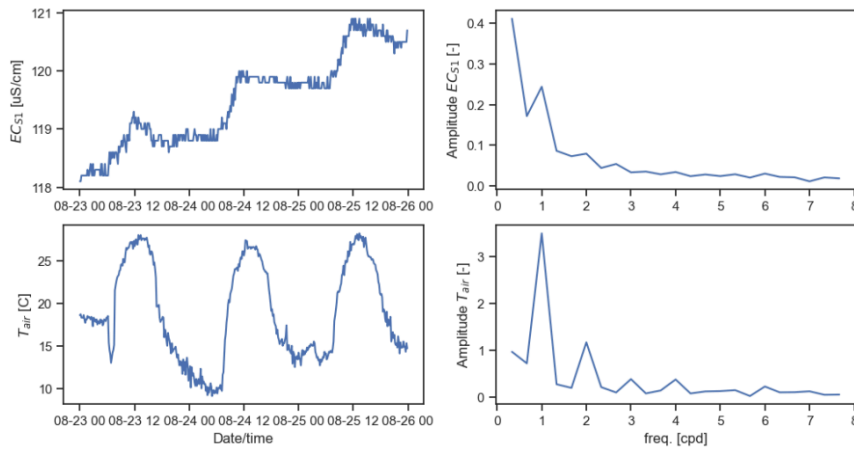 121
120
119
118
EC_S1 [uS/cm]
08-23 00 08-23 12 08-24 00 08-24 12 08-25 00 08-25 12 08-26 00
0.4
0.3
0.2
0.1
0.0
Amplitude EC_S1 [-]
0 1 2 3 4 5 6 7 8
25
20
15
10
T_air [C]
08-23 00 08-23 12 08-24 00 08-24 12 08-25 00 08-25 12 08-26 00
Date/time
3
2
1
0
Amplitude T_air [-]
0 1 2 3 4 5 6 7 8
freq. [cpd]